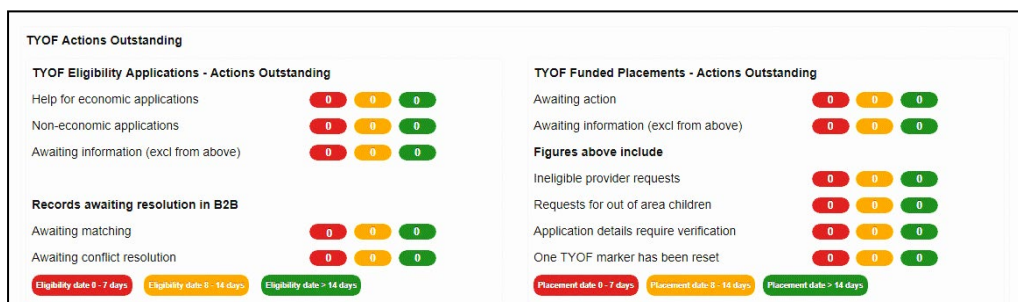 TYOF Actions Outstanding
TYOF Eligibility Applications - Actions Outstanding
Help for economic applications 0 0 0
Non-economic applications 0 0 0
Awaiting information (excl from above) 0 0 0
Records awaiting resolution in B2B
Awaiting matching 0 0 0
Awaiting conflict resolution 0 0 0
Eligibility date 0 - 7 days Eligibility date 8 - 14 days Eligibility date > 14 days
TYOF Funded Placements - Actions Outstanding
Awaiting action 0 0 0
Awaiting information (excl from above) 0 0 0
Figures above include
Ineligible provider requests 0 0 0
Requests for out of area children 0 0 0
Application details require verification 0 0 0
One TYOF marker has been reset 0 0 0
Placement date 0 - 7 days Placement date 8 - 14 days Placement date > 14 days